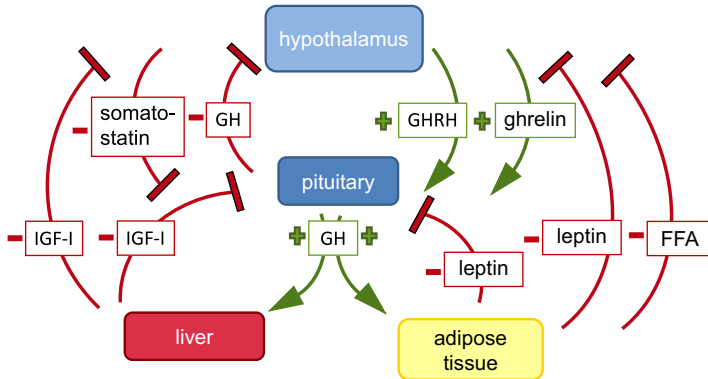 hypothalamus
somato-
statin
GH
GHRH
ghrelin
pituitary
IGF-I
IGF-I
GH
leptin
leptin
FFA
liver
adipose
tissue